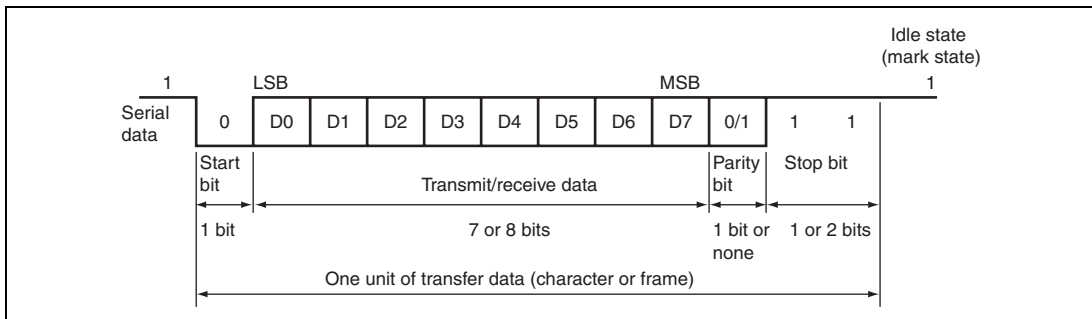 Idle state
(mark state)
1 LSB MSB 1
Serial
data
0 D0 D1 D2 D3 D4 D5 D6 D7 0/1 1 1
Start
bit
Transmit/receive data
Parity
bit
Stop bit
1 bit
7 or 8 bits
1 bit or
none
1 or 2 bits
One unit of transfer data (character or frame)